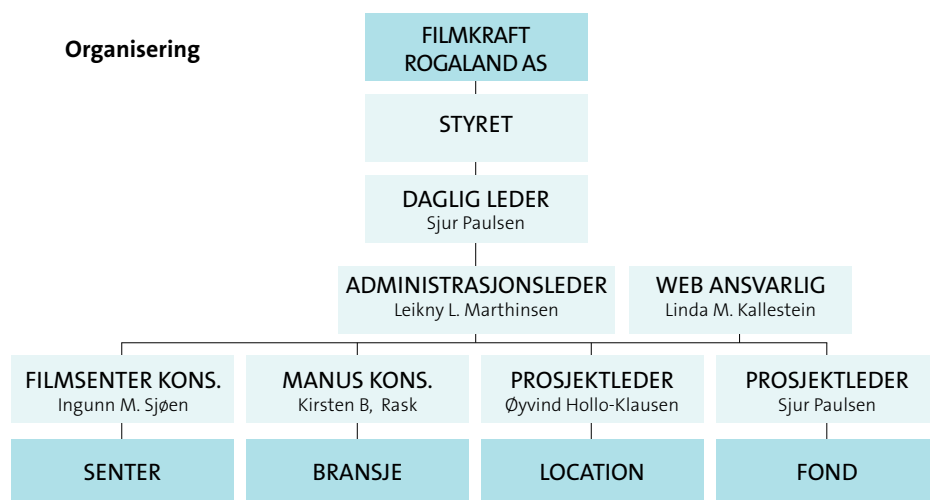 Organisering
FILMKRAFT
ROGALAND AS
STYRET
DAGLIG LEDER
Sjur Paulsen
ADMINISTRASJONSLEDER
Leikny L. Marthinsen
WEB ANSVARLIG
Linda M. Kallestein
FILMSENTER KONS.
Ingunn M. Sjøen
MANUS KONS.
Kirsten B, Rask
PROSJEKTLEDER
Øyvind Hollo-Klausen
PROSJEKTLEDER
Sjur Paulsen
SENTER
BRANSJE
LOCATION
FOND